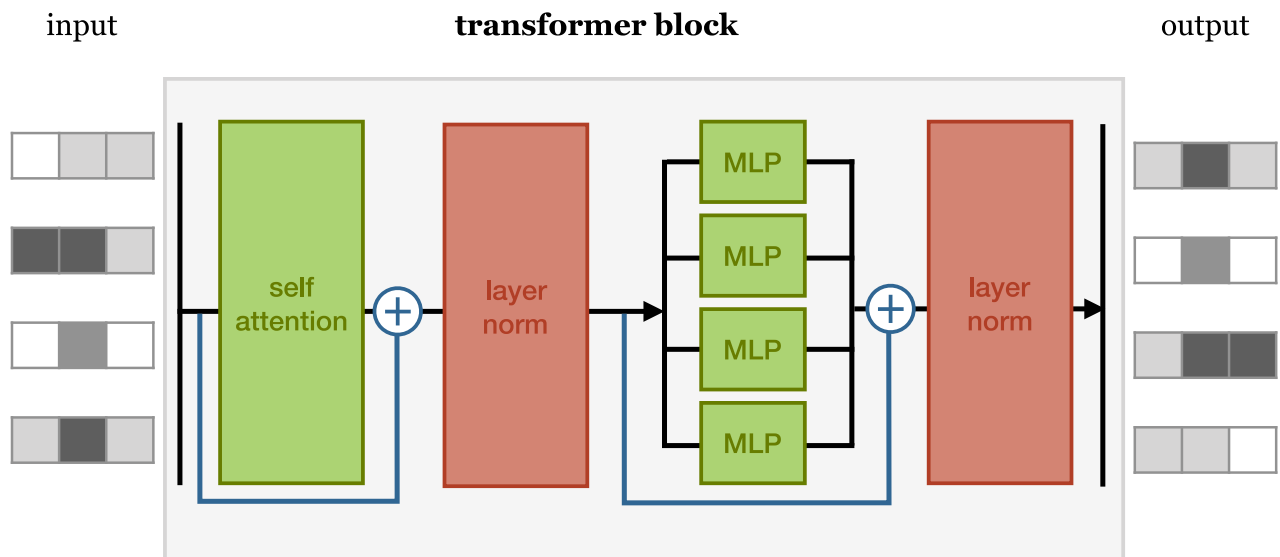 input
transformer block
output
self
attention
layer
norm
MLP
MLP
MLP
MLP
layer
norm